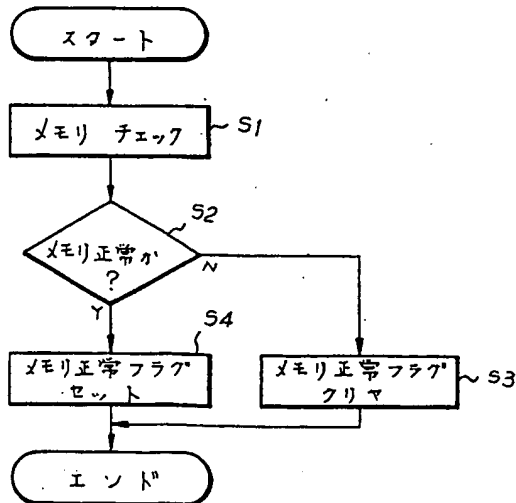 スタート
メモリ チェック
S1
S2
メモリ正常か
?
N
Y
S4
メモリ正常フラグ
セット
メモリ正常フラグ
クリヤ
S3
エンド